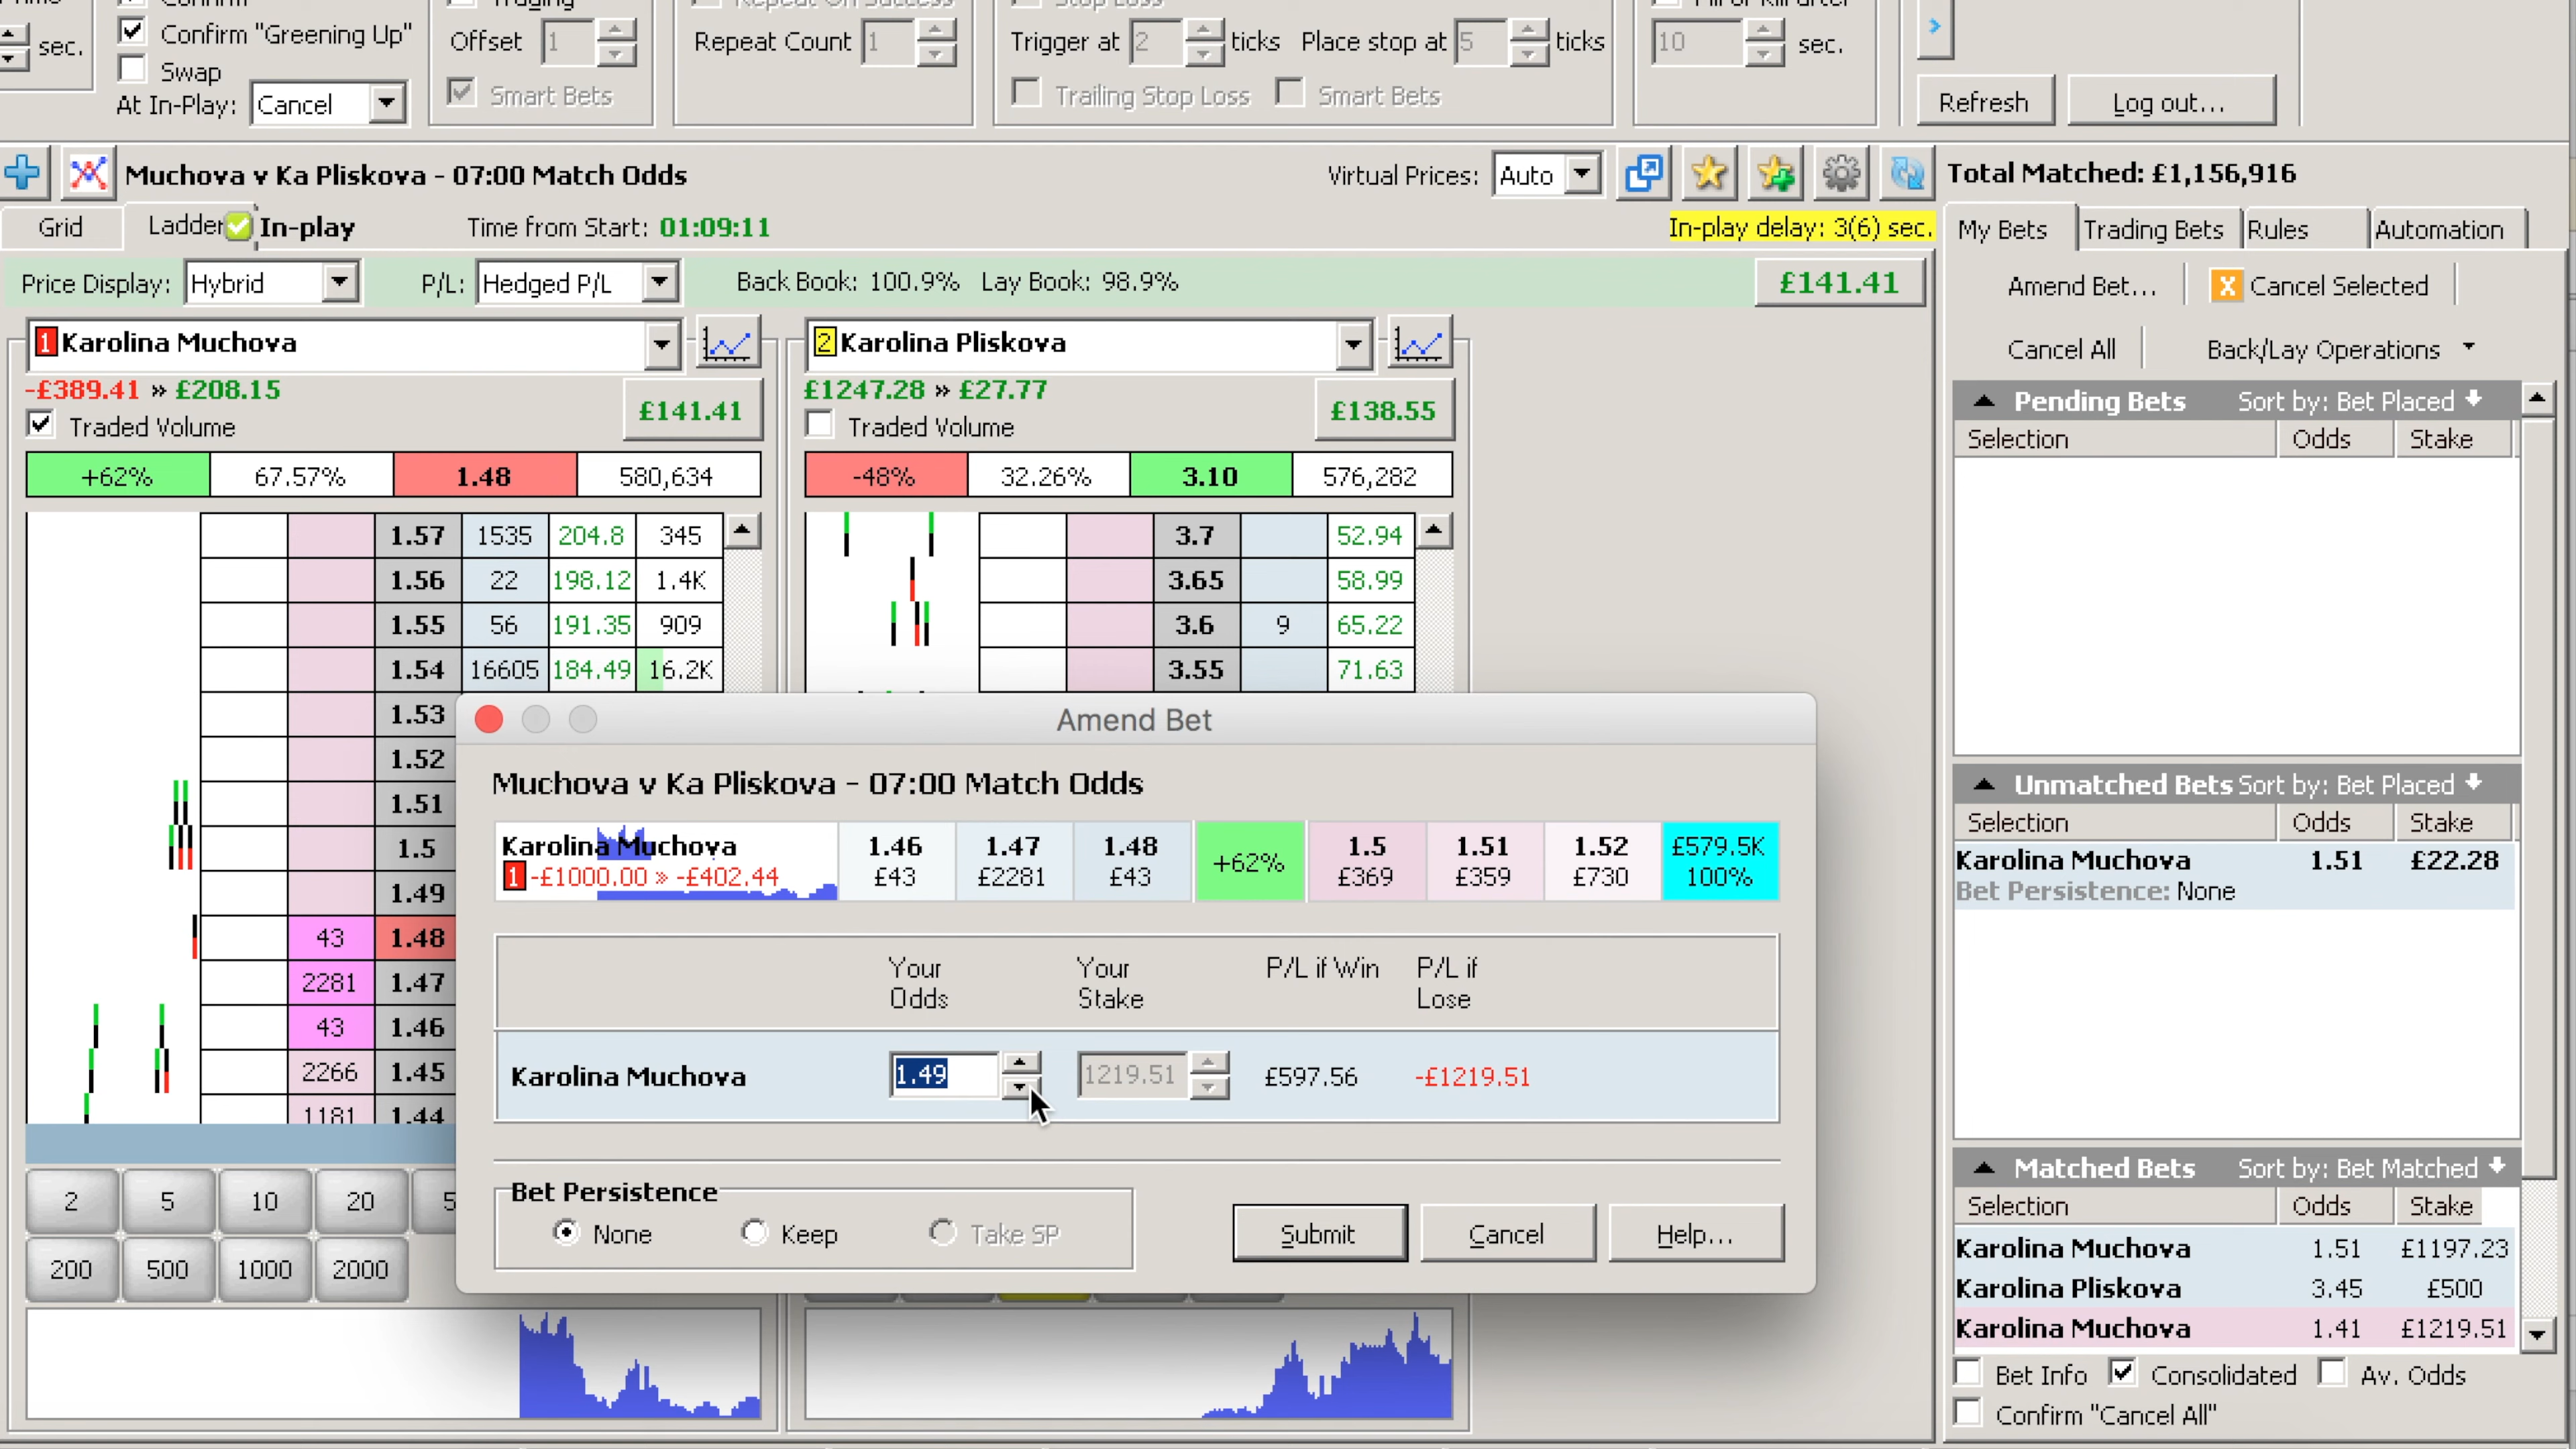 sec.
Confirm
Confirm "Greening Up"
Swap
At In-Play: Cancel
Trading
Offset 1
Smart Bets
Repeat On Success
Repeat Count 1
Stop Loss
Trigger at 2 ticks Place stop at 5 ticks
Trailing Stop Loss Smart Bets
10 sec.
Refresh Log out...
Muchova v Ka Pliskova - 07:00 Match Odds
Virtual Prices: Auto
Grid Ladder In-play Time from Start: 01:09:11 In-play delay: 3(6) sec.
Price Display: Hybrid P/L: Hedged P/L Back Book: 100.9% Lay Book: 98.9% £141.41
1 Karolina Muchova
-£389.41 » £208.15
Traded Volume £141.41
+62% 67.57% 1.48 580,634
1.57 1535 204.8 345
1.56 22 198.12 1.4K
1.55 56 191.35 909
1.54 16605 184.49 16.2K
1.53
1.52
1.51
1.5
1.49
43 1.48
2281 1.47
43 1.46
2266 1.45
1181 1.44
2 5 10 20
200 500 1000 2000
2 Karolina Pliskova
£1247.28 » £27.77
Traded Volume £138.55
-48% 32.26% 3.10 576,282
3.7 52.94
3.65 58.99
3.6 9 65.22
3.55 71.63
Amend Bet
Muchova v Ka Pliskova - 07:00 Match Odds
Karolina Muchova 1.46 1.47 1.48 +62% 1.5 1.51 1.52 £579.5K
1 -£1000.00 » -£402.44 £43 £2281 £43 £369 £359 £730 100%
Your Odds Your Stake P/L if Win P/L if Lose
Karolina Muchova 1.49 1219.51 £597.56 -£1219.51
Bet Persistence
None Keep Take SP
Submit Cancel Help...
Total Matched: £1,156,916
My Bets Trading Bets Rules Automation
Amend Bet... X Cancel Selected
Cancel All Back/Lay Operations
Pending Bets Sort by: Bet Placed
Selection Odds Stake
Unmatched Bets Sort by: Bet Placed
Selection Odds Stake
Karolina Muchova 1.51 £22.28
Bet Persistence: None
Matched Bets Sort by: Bet Matched
Selection Odds Stake
Karolina Muchova 1.51 £1197.23
Karolina Pliskova 3.45 £500
Karolina Muchova 1.41 £1219.51
Bet Info Consolidated Av. Odds
Confirm "Cancel All"